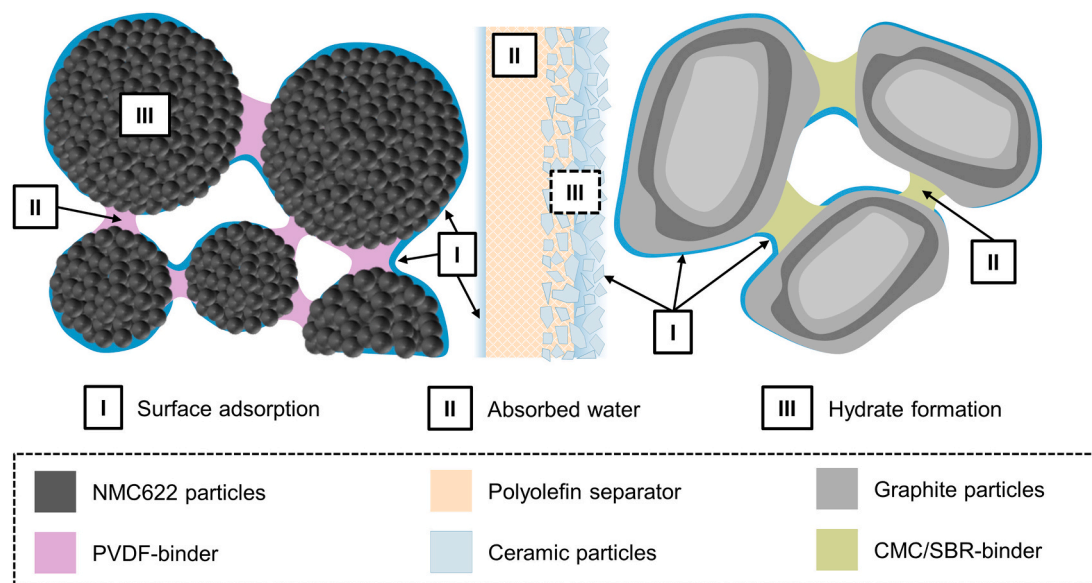 II
III
III
II
I
II
I
I Surface adsorption
II Absorbed water
III Hydrate formation
NMC622 particles
Polyolefin separator
Graphite particles
PVDF-binder
Ceramic particles
CMC/SBR-binder